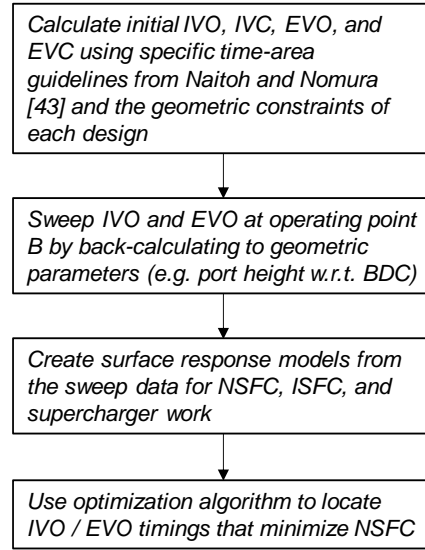 Calculate initial IVO, IVC, EVO, and
EVC using specific time-area
guidelines from Naitoh and Nomura
[43] and the geometric constraints of
each design
Sweep IVO and EVO at operating point
B by back-calculating to geometric
parameters (e.g. port height w.r.t. BDC)
Create surface response models from
the sweep data for NSFC, ISFC, and
supercharger work
Use optimization algorithm to locate
IVO / EVO timings that minimize NSFC